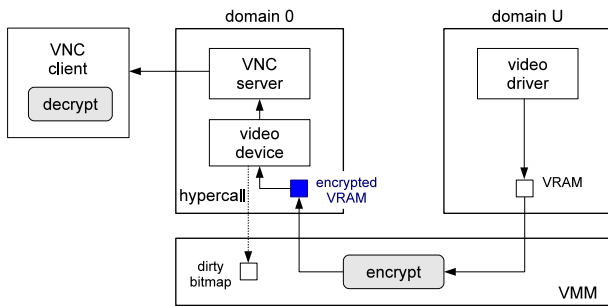 domain 0
domain U
VNC
client
decrypt
VNC
server
video
driver
video
device
hypercall
encrypted
VRAM
VRAM
dirty
bitmap
encrypt
VMM